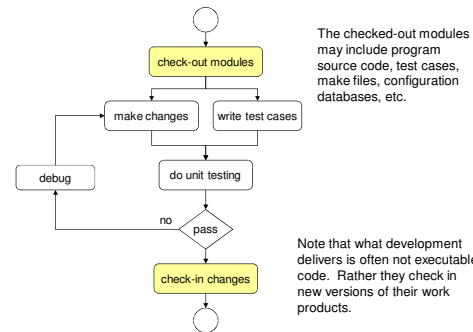 The checked-out modules
may include program
source code, test cases,
make files, configuration
databases, etc.
check-out modules
make changes
write test cases
do unit testing
debug
no
pass
check-in changes
Note that what development
delivers is often not executable
code. Rather they check in
new versions of their work
products.